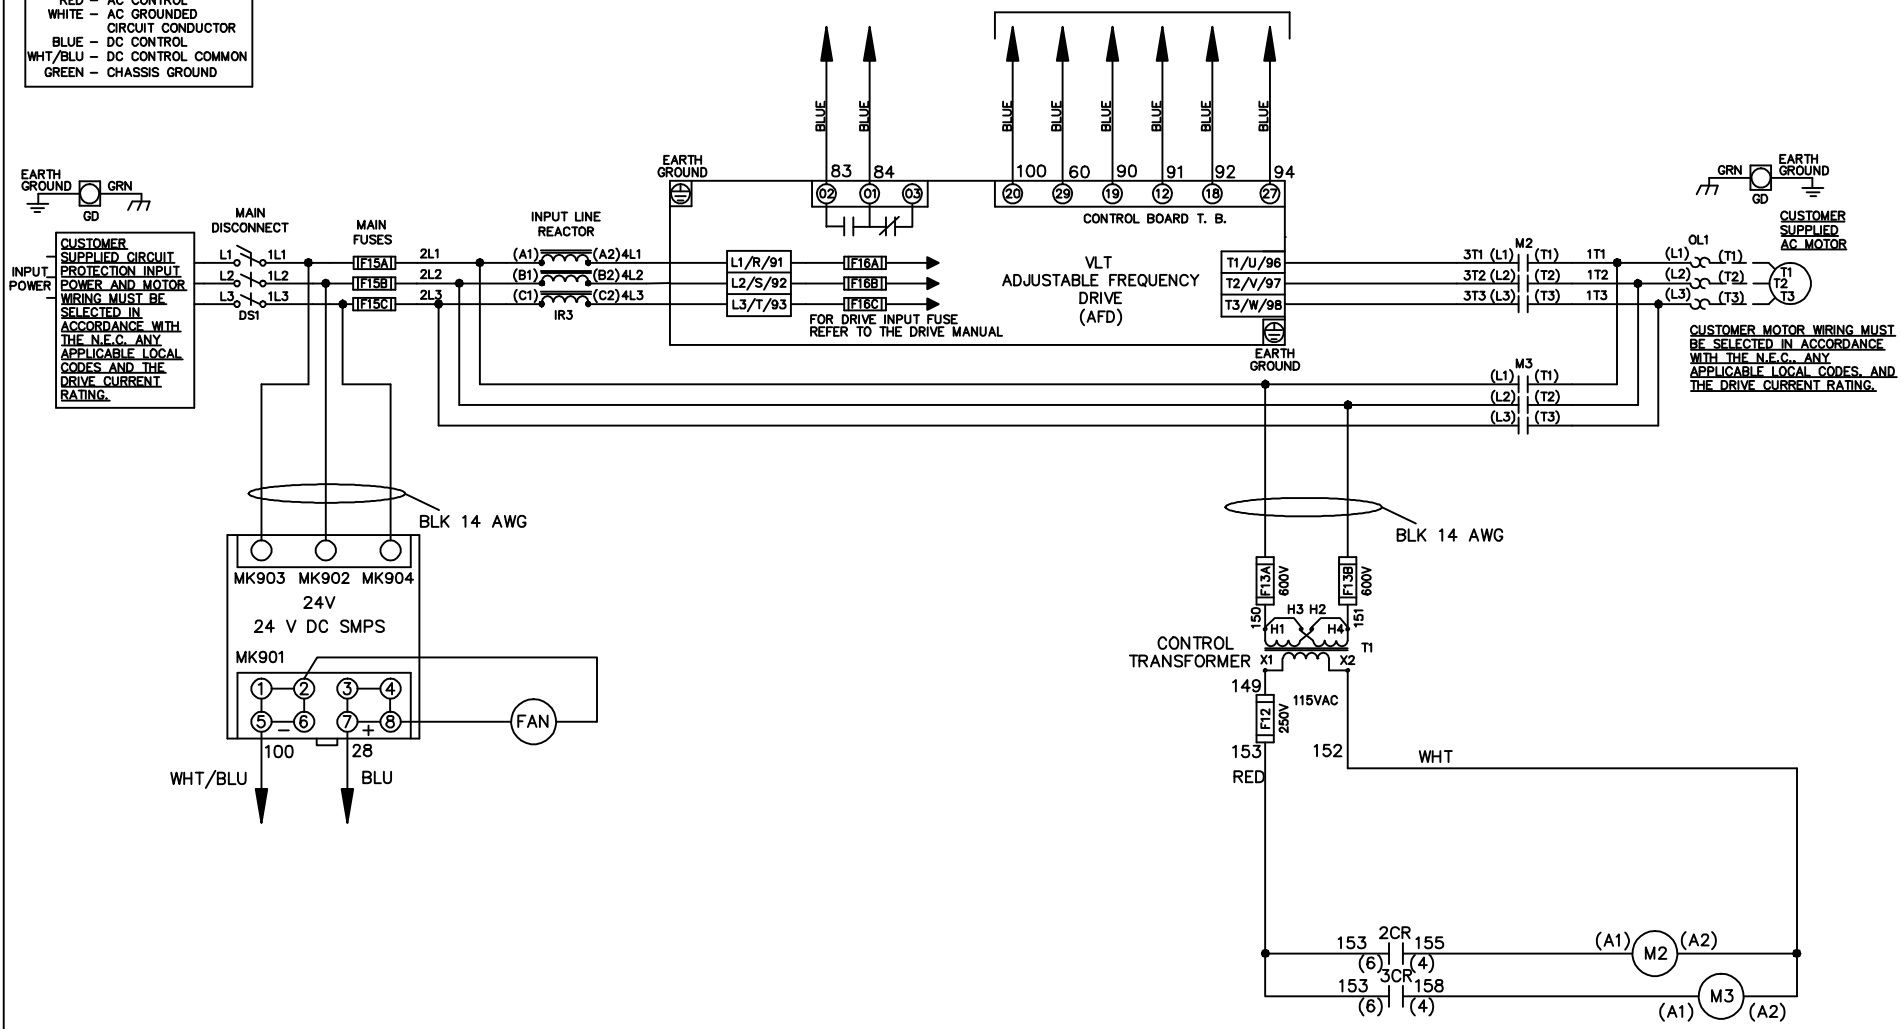 RED – AC CONTROL
WHITE – AC GROUNDED
CIRCUIT CONDUCTOR
BLUE – DC CONTROL
WHT/BLU – DC CONTROL COMMON
GREEN – CHASSIS GROUND
BLUE
BLUE
BLUE
BLUE
BLUE
BLUE
BLUE
BLUE
EARTH
GROUND
83
84
100
60
90
91
92
94
02
01
03
20
29
19
12
18
27
CONTROL BOARD T. B.
EARTH
GROUND
GRN
GD
GRN
EARTH
GROUND
GD
CUSTOMER
SUPPLIED
AC MOTOR
MAIN
DISCONNECT
MAIN
FUSES
INPUT LINE
REACTOR
INPUT
POWER
CUSTOMER
SUPPLIED CIRCUIT
PROTECTION INPUT
POWER AND MOTOR
WIRING MUST BE
SELECTED IN
ACCORDANCE WITH
THE N.E.C. ANY
APPLICABLE LOCAL
CODES AND THE
DRIVE CURRENT
RATING.
L1 1L1 F15A 2L1 (A1) (A2) 4L1 L1/R/91 F16A
L2 1L2 F15B 2L2 (B1) (B2) 4L2 L2/S/92 F16B
L3 1L3 F15C 2L3 (C1) (C2) 4L3 L3/T/93 F16C
DS1
IR3
FOR DRIVE INPUT FUSE
REFER TO THE DRIVE MANUAL
VLT
ADJUSTABLE FREQUENCY
DRIVE
(AFD)
M2
OL1
T1/U/96 3T1 (L1) (T1) 1T1 (L1) (T1) T1
T2/V/97 3T2 (L2) (T2) 1T2 (L2) (T2) T2
T3/W/98 3T3 (L3) (T3) 1T3 (L3) (T3) T3
EARTH
GROUND
CUSTOMER MOTOR WIRING MUST
BE SELECTED IN ACCORDANCE
WITH THE N.E.C., ANY
APPLICABLE LOCAL CODES, AND
THE DRIVE CURRENT RATING.
M3
(L1) (T1)
(L2) (T2)
(L3) (T3)
BLK 14 AWG
BLK 14 AWG
MK903 MK902 MK904
24V
24 V DC SMPS
MK901
1 2 3 4
5 6 7 8
– +
FAN
100
28
WHT/BLU
BLU
F13A
600V
F13B
600V
150
151
H3 H2
H1
H4
T1
CONTROL
TRANSFORMER
X1
X2
149
115VAC
F12
250V
153
152
RED
WHT
2CR
153 155
(6) (4)
(A1) M2 (A2)
3CR
153 158
(6) (4)
(A1) M3 (A2)